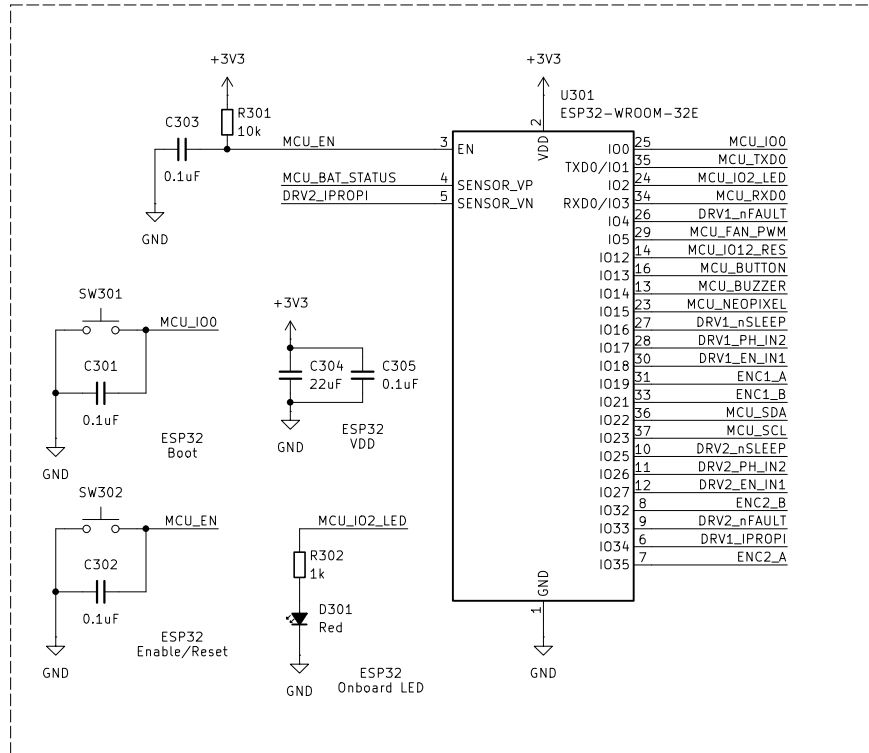 +3V3
R301
10k
C303
0.1uF
GND
MCU_EN
MCU_BAT_STATUS
DRV2_IPROPI
3
4
5
+3V3
U301
ESP32-WROOM-32E
2
VDD
EN
SENSOR_VP
SENSOR_VN
IO0 25 MCU_IO0
TXD0/IO1 35 MCU_TXD0
IO2 24 MCU_IO2_LED
RXD0/IO3 34 MCU_RXD0
IO4 26 DRV1_nFAULT
IO5 29 MCU_FAN_PWM
IO12 14 MCU_IO12_RES
IO13 16 MCU_BUTTON
IO14 13 MCU_BUZZER
IO15 23 MCU_NEOPIXEL
IO16 27 DRV1_nSLEEP
IO17 28 DRV1_PH_IN2
IO18 30 DRV1_EN_IN1
IO19 31 ENC1_A
IO21 33 ENC1_B
IO22 36 MCU_SDA
IO23 37 MCU_SCL
IO25 10 DRV2_nSLEEP
IO26 11 DRV2_PH_IN2
IO27 12 DRV2_EN_IN1
IO32 8 ENC2_B
IO33 9 DRV2_nFAULT
IO34 6 DRV1_IPROPI
IO35 7 ENC2_A
GND
1
GND
SW301
MCU_IO0
C301
0.1uF
GND
ESP32
Boot
+3V3
C304
22uF
C305
0.1uF
GND
ESP32
VDD
SW302
MCU_EN
C302
0.1uF
GND
ESP32
Enable/Reset
MCU_IO2_LED
R302
1k
D301
Red
GND
ESP32
Onboard LED